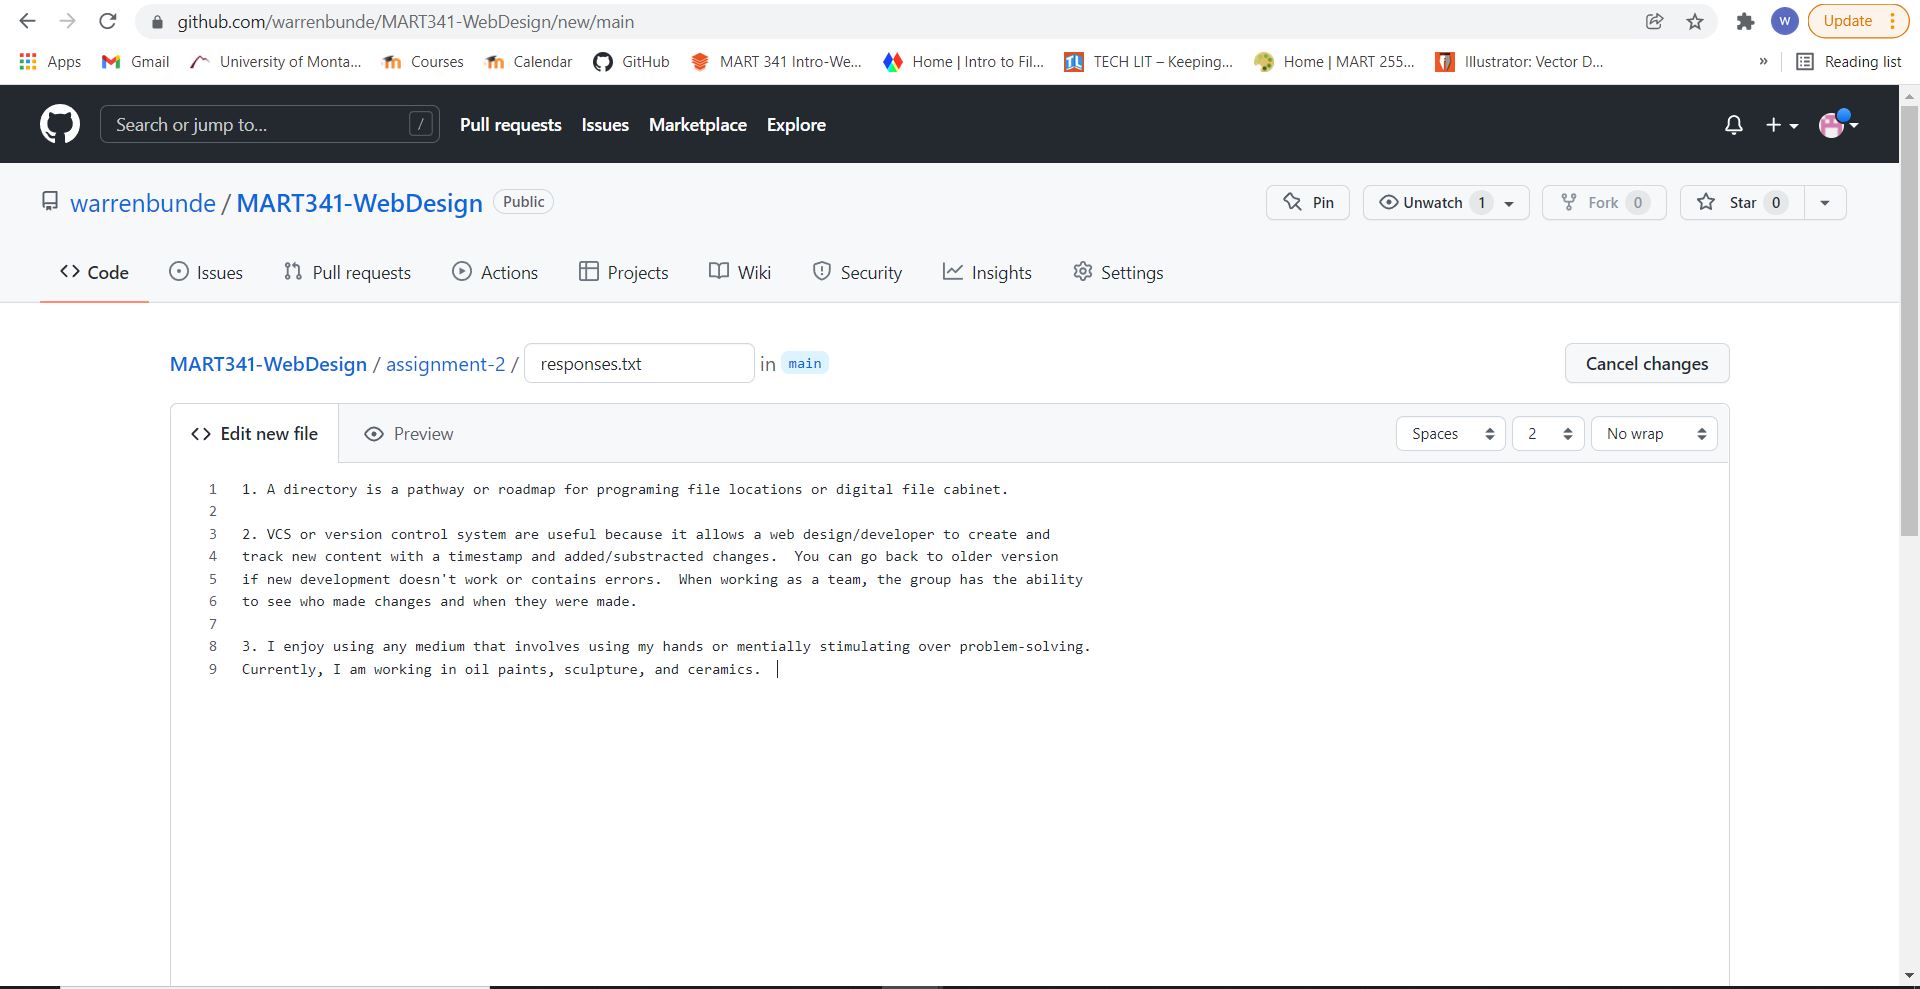 github.com/warrenbunde/MART341-WebDesign/new/main
W
Update
Apps
Gmail
University of Monta...
Courses
Calendar
GitHub
MART 341 Intro-We...
Home | Intro to Fil...
TECH LIT – Keeping...
Home | MART 255...
Illustrator: Vector D...
»
Reading list
Search or jump to...
/
Pull requests
Issues
Marketplace
Explore
warrenbunde / MART341-WebDesign
Public
Pin
Unwatch 1
Fork 0
Star 0
Code
Issues
Pull requests
Actions
Projects
Wiki
Security
Insights
Settings
MART341-WebDesign / assignment-2 / responses.txt in main
Cancel changes
Edit new file
Preview
Spaces
2
No wrap
1 1. A directory is a pathway or roadmap for programing file locations or digital file cabinet.
2
3 2. VCS or version control system are useful because it allows a web design/developer to create and
4 track new content with a timestamp and added/substracted changes.  You can go back to older version
5 if new development doesn't work or contains errors.  When working as a team, the group has the ability
6 to see who made changes and when they were made.
7
8 3. I enjoy using any medium that involves using my hands or mentially stimulating over problem-solving.
9 Currently, I am working in oil paints, sculpture, and ceramics.